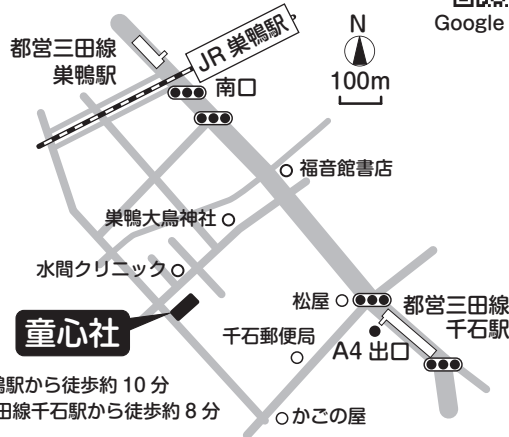 Google
N
100m
都営三田線
巣鴨駅
JR 巣鴨駅
南口
福音館書店
巣鴨大鳥神社
水間クリニック
松屋
都営三田線
千石駅
童心社
千石郵便局
A4 出口
鴨駅から徒歩約 10 分
田線千石駅から徒歩約 8 分
かごの屋